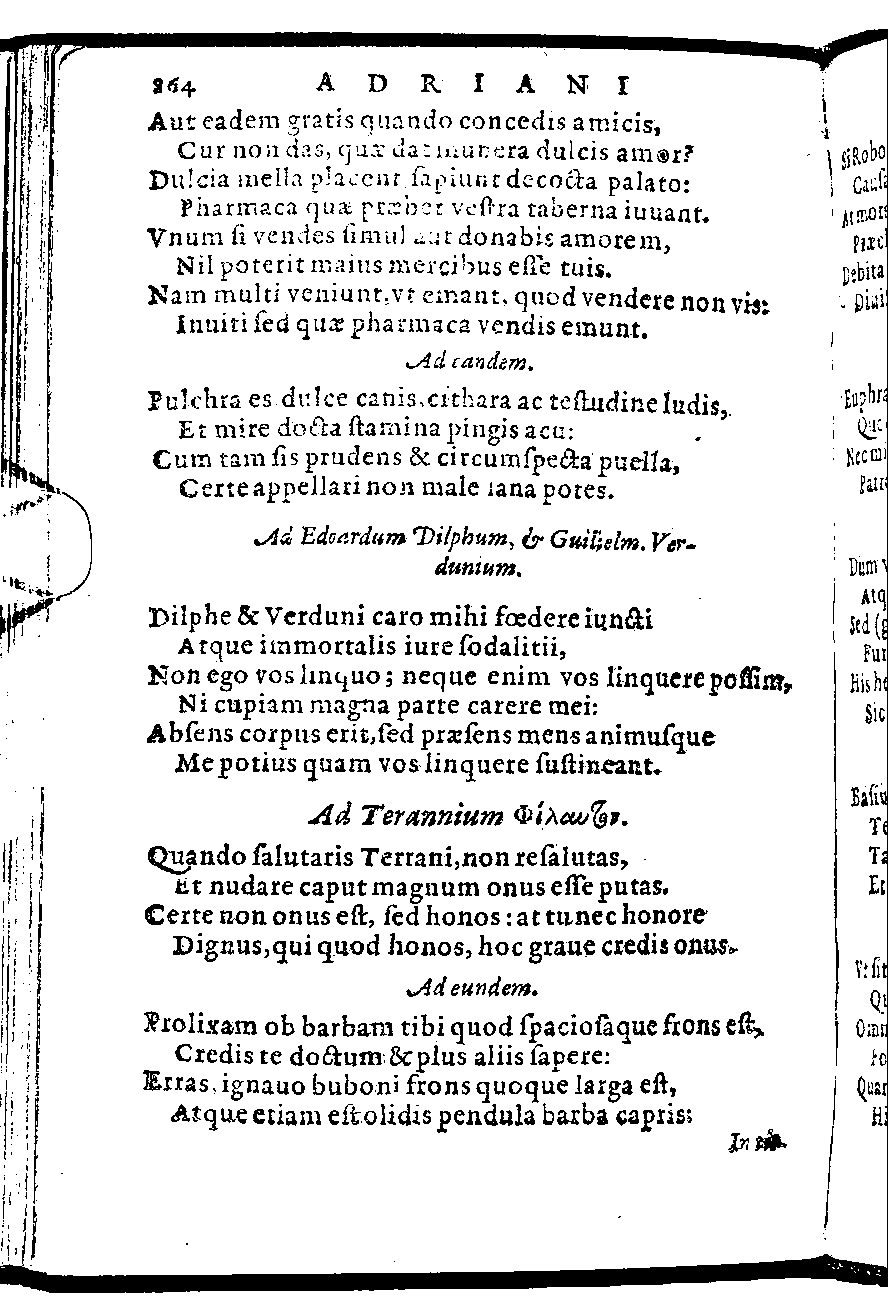 264 ADRIANI
Aut eadem gratis quando concedis amicis,
Cur non das, quæ dat munera dulcis amor?
Dulcia mella placent, ſapiunt decocta palato:
Pharmaca quæ præbet veſtra taberna iuuant.
Vnum ſi vendes ſimul aut donabis amorem,
Nil poterit maius mercibus eſſe tuis.
Nam multi veniunt, vt emant, quod vendere non vis:
Inuiti ſed quæ pharmaca vendis emunt.
Ad eandem.
Pulchra es dulce canis, cithara ac teſtudine ludis,
Et mire docta ſtamina pingis acu:
Cum tam ſis prudens & circumſpecta puella,
Certe appellari non male iana potes.
Ad Edoardum Dilphum, & Guilielm. Ver-
dunium.
Dilphe & Verduni caro mihi fœdere iuncti
Atque immortalis iure ſodalitii,
Non ego vos linquo; neque enim vos linquere poſſim,
Ni cupiam magna parte carere mei:
Abſens corpus erit, ſed præſens mens animuſque
Me potius quam vos linquere ſuſtineant.
Ad Terannium
Quando ſalutaris Terrani, non reſalutas,
Et nudare caput magnum onus eſſe putas.
Certe non onus eſt, ſed honos: at tu nec honore
Dignus, qui quod honos, hoc graue credis onus.
Ad eundem.
Prolixam ob barbam tibi quod ſpacioſaque frons eſt,
Credis te doctum & plus aliis ſapere:
Erras, ignauo buboni frons quoque larga eſt,
Atque etiam eſt olidis pendula barba capris:
In
Si Robo
Cauſa
At mors
Præcl
Debita
Diuit
Euphra
Que
Nec mi
Patre
Dum v
Atq
Sed (g
Fur
His he
Sic
Baſiu
Te
Ta
Et
Vt ſit
Qu
Omn
Fo
Quar
Hi